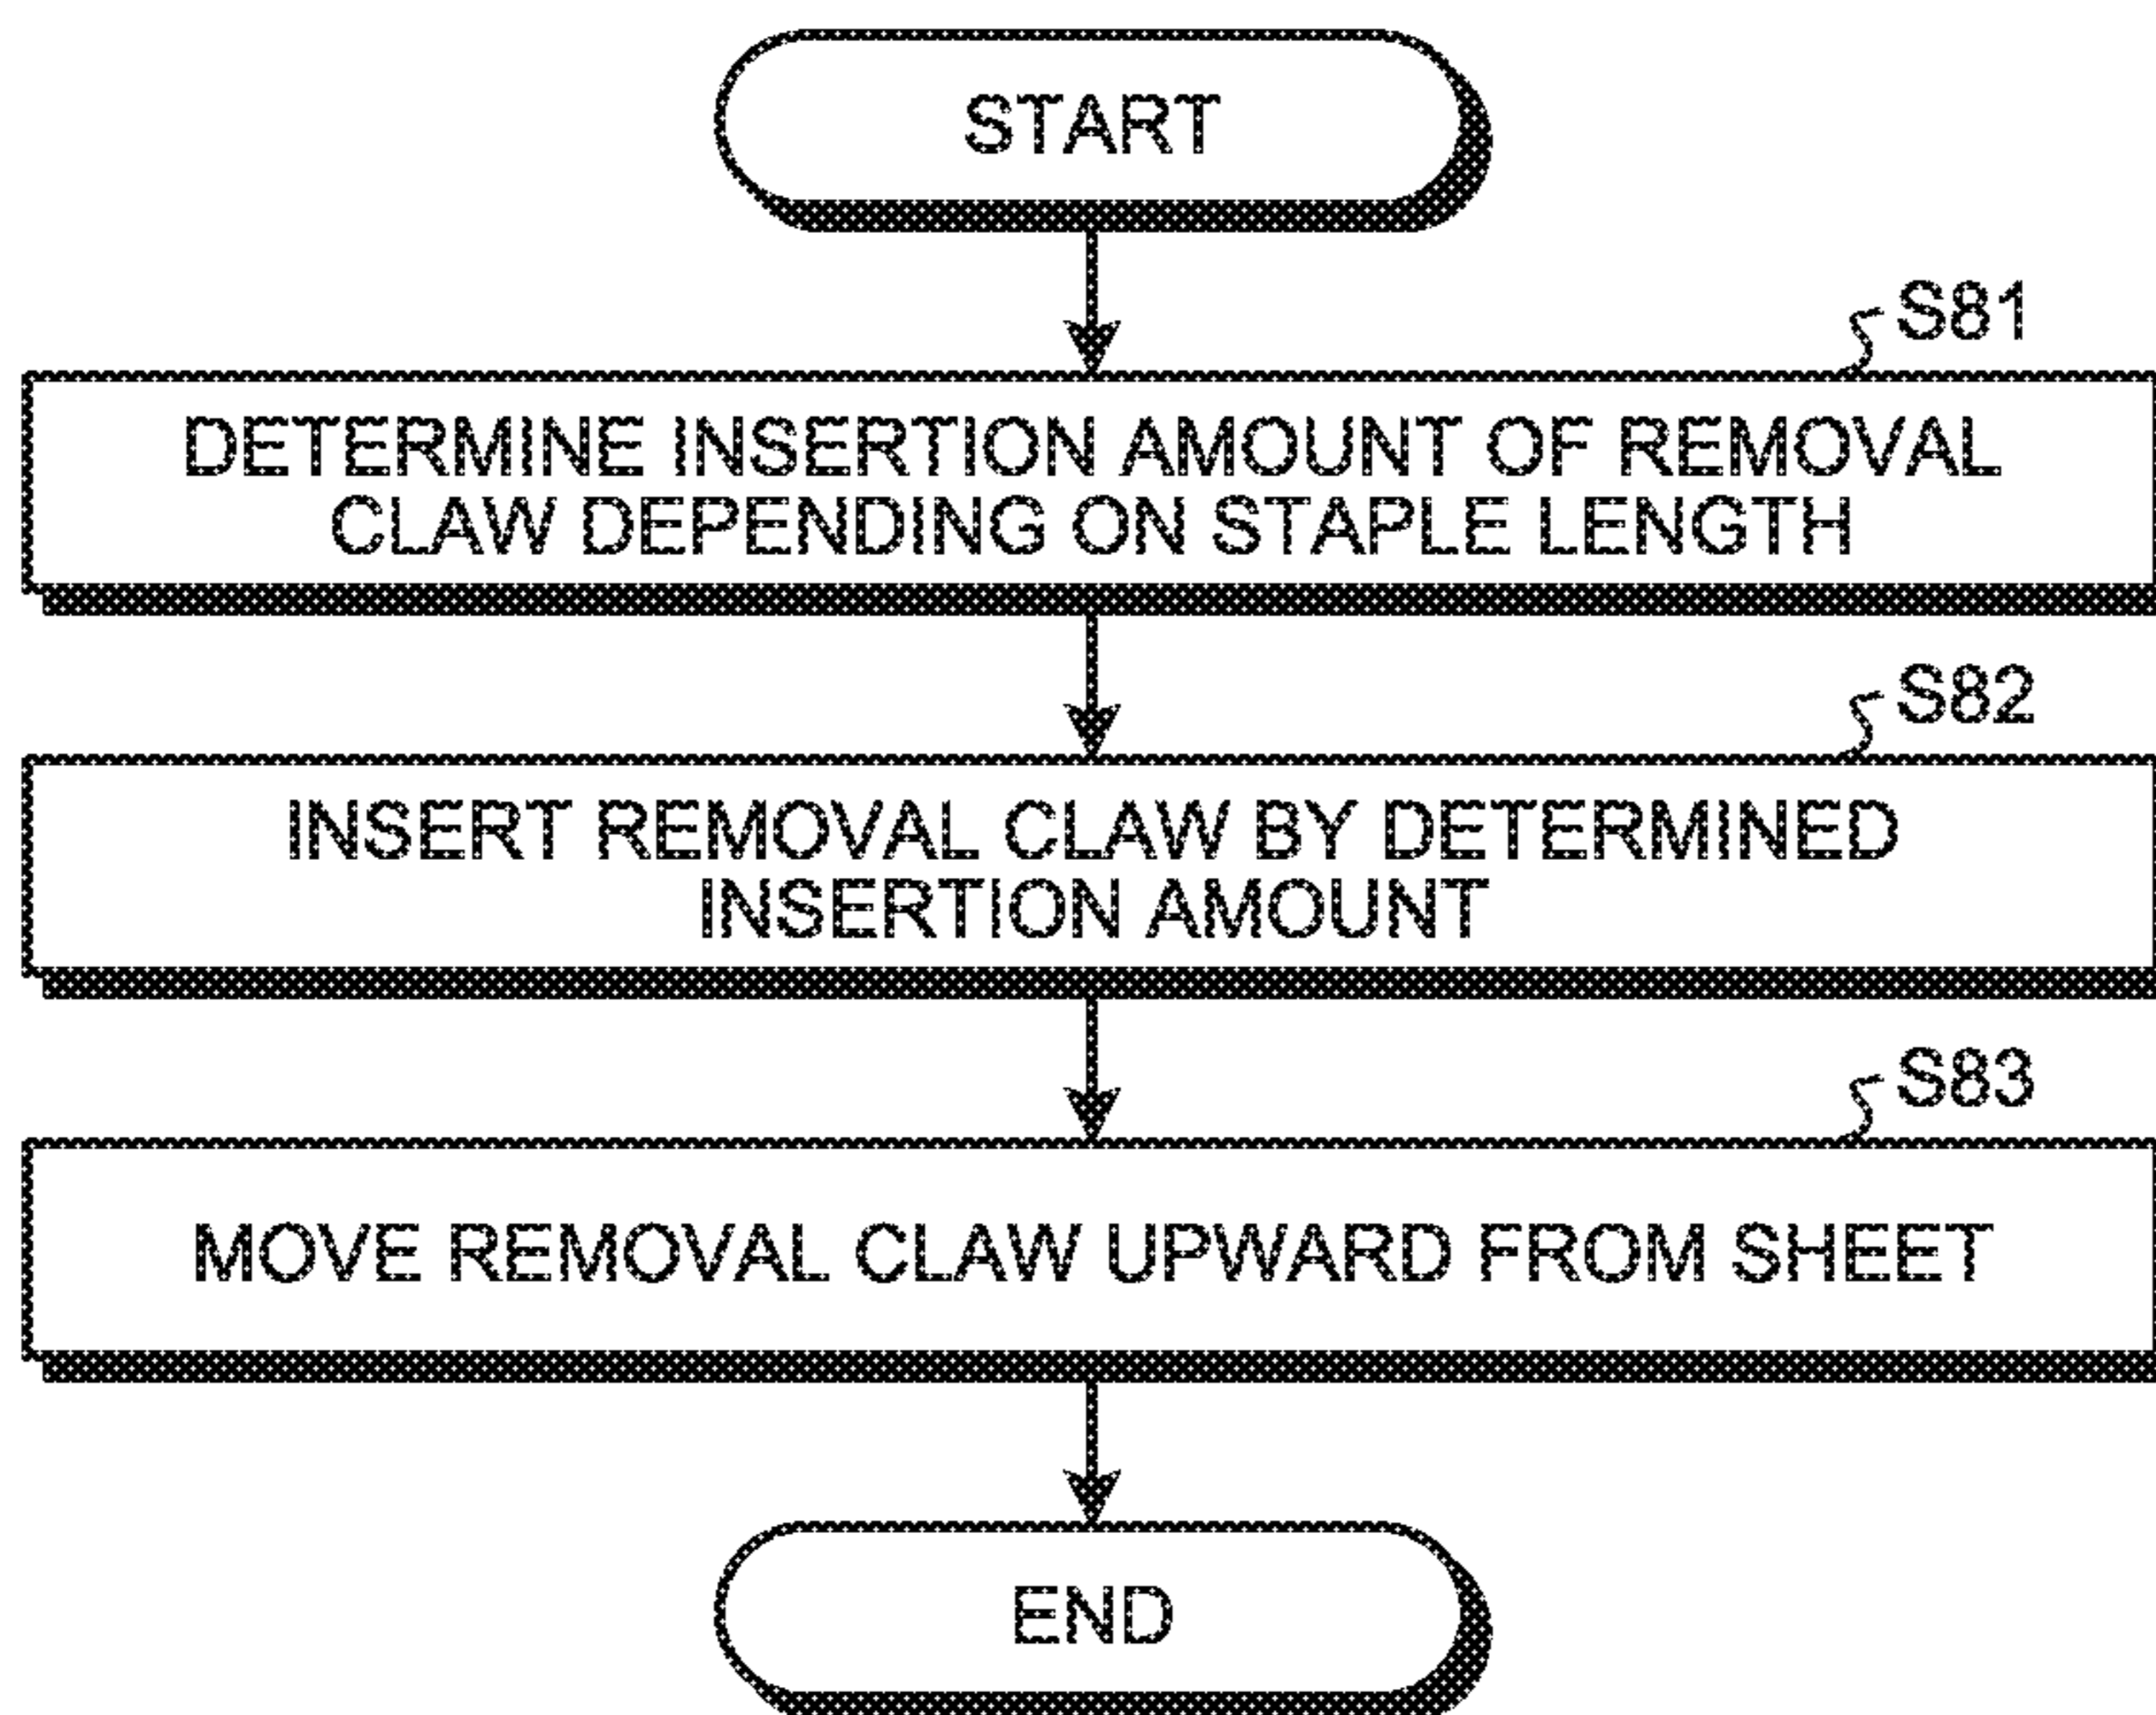 START
S81
DETERMINE INSERTION AMOUNT OF REMOVAL
CLAW DEPENDING ON STAPLE LENGTH
S82
INSERT REMOVAL CLAW BY DETERMINED
INSERTION AMOUNT
S83
MOVE REMOVAL CLAW UPWARD FROM SHEET
END